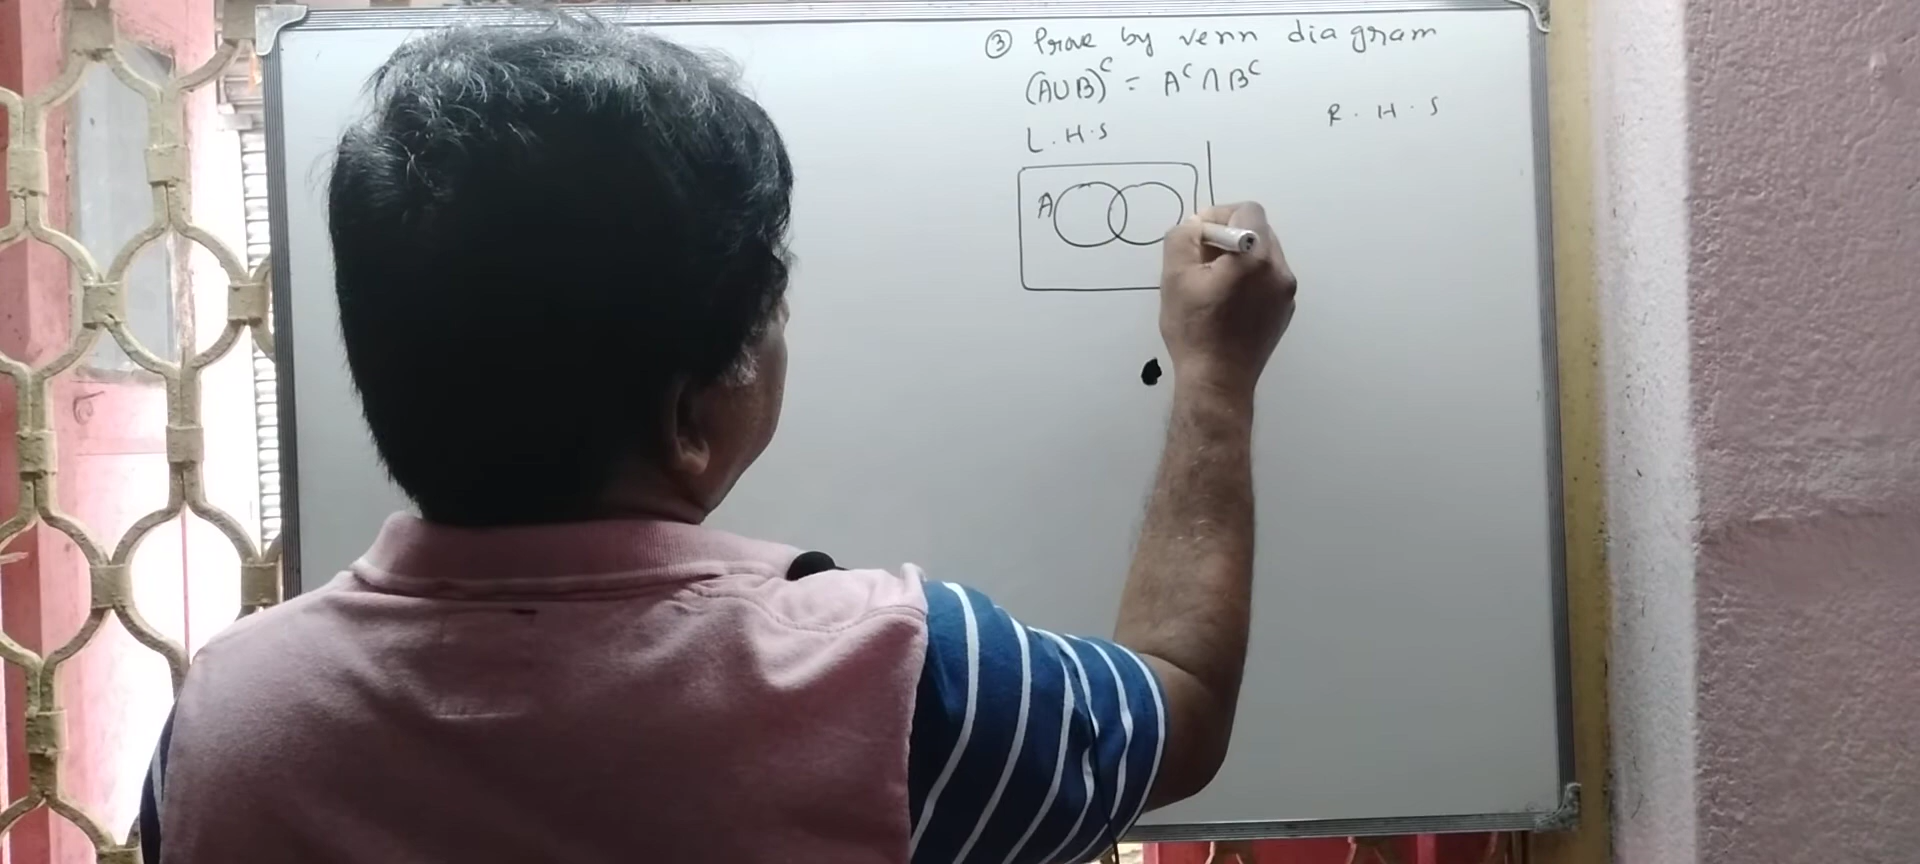 ③ Prove by venn diagram
(A∪B)ᶜ = Aᶜ∩Bᶜ
L.H.S
R.H.S
A